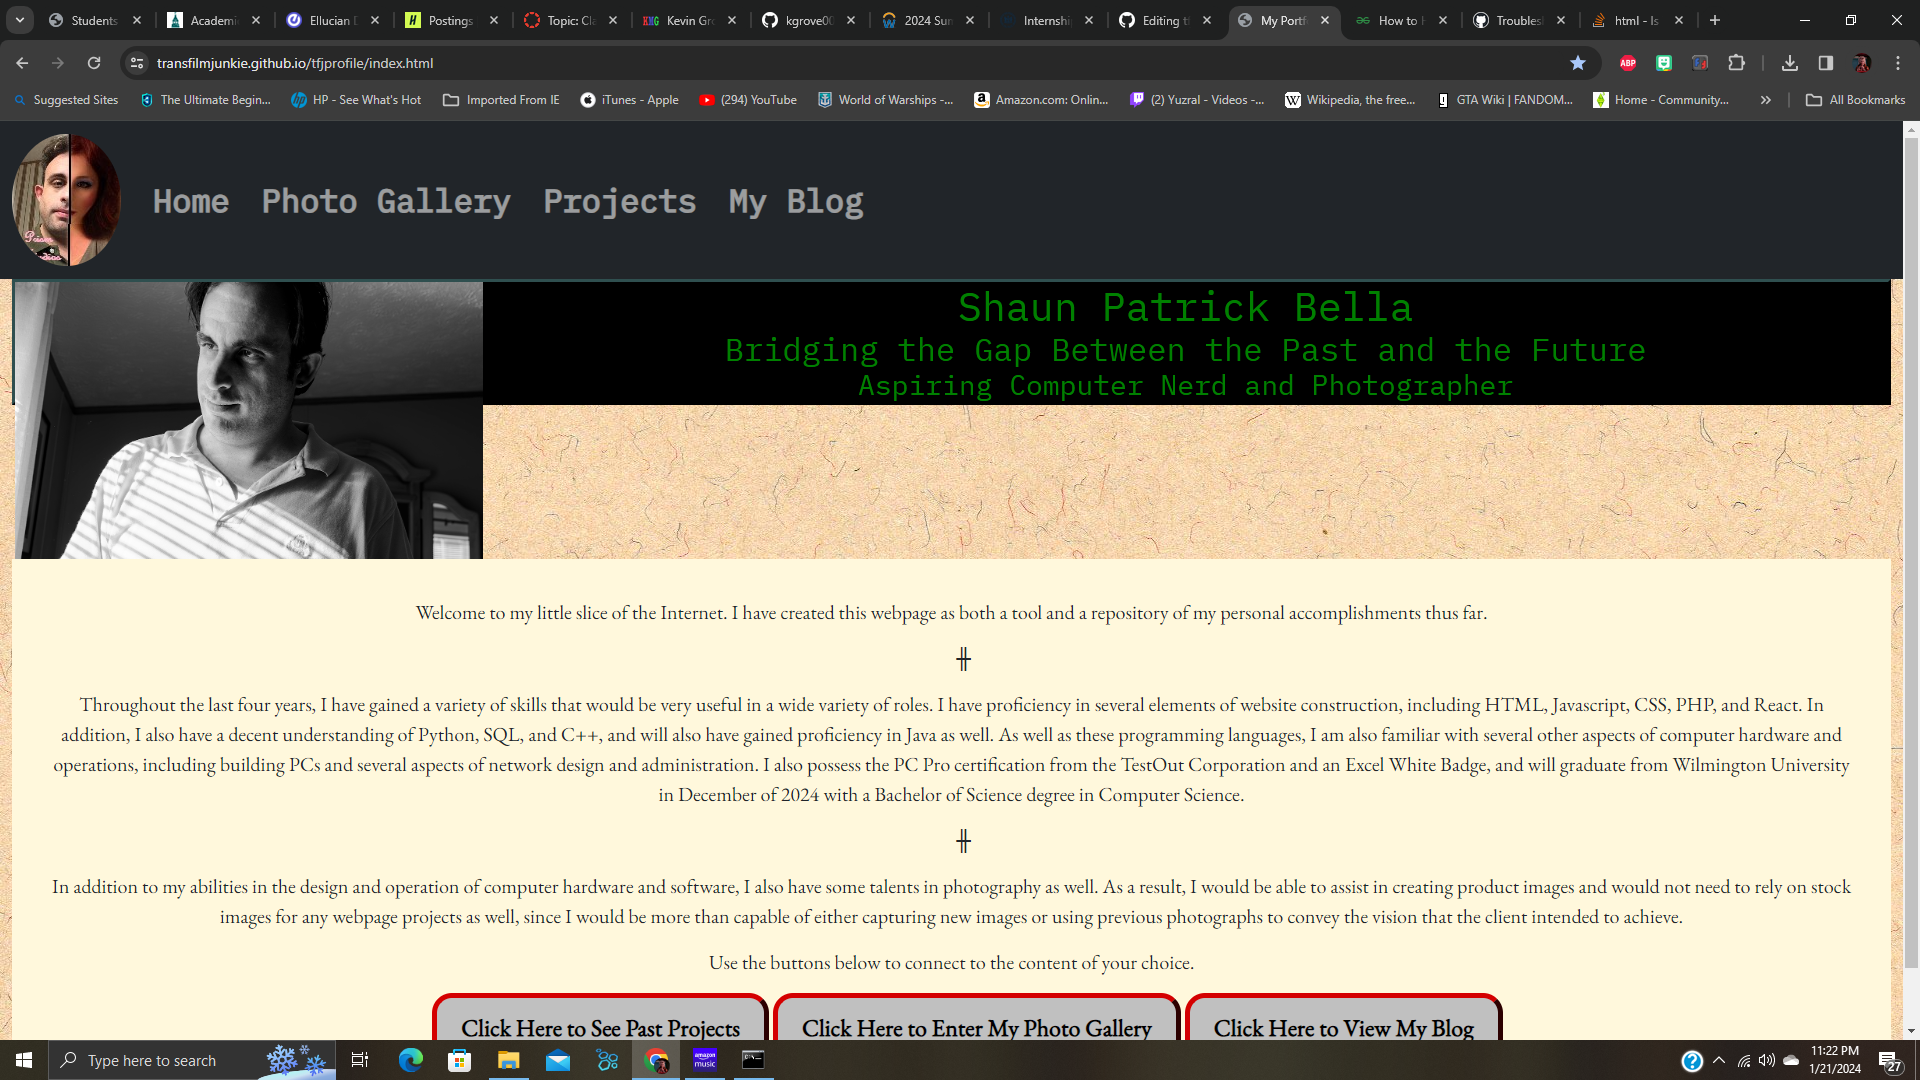 Students
Academi
Ellucian D
Postings
Topic: Cla
KNG Kevin Gro
kgrove00
2024 Sum
Internshi
Editing t
My Portf
How to H
Troubles
html - Is
transfilmjunkie.github.io/tfjprofile/index.html
ABP
Suggested Sites
The Ultimate Begin...
HP - See What's Hot
Imported From IE
iTunes - Apple
(294) YouTube
World of Warships -...
Amazon.com: Onlin...
(2) Yuzral - Videos -...
Wikipedia, the free...
GTA Wiki | FANDOM...
Home - Community...
All Bookmarks
Home Photo Gallery Projects My Blog
Prism
Shaun Patrick Bella
Bridging the Gap Between the Past and the Future
Aspiring Computer Nerd and Photographer
Welcome to my little slice of the Internet. I have created this webpage as both a tool and a repository of my personal accomplishments thus far.
╫
Throughout the last four years, I have gained a variety of skills that would be very useful in a wide variety of roles. I have proficiency in several elements of website construction, including HTML, Javascript, CSS, PHP, and React. In
addition, I also have a decent understanding of Python, SQL, and C++, and will also have gained proficiency in Java as well. As well as these programming languages, I am also familiar with several other aspects of computer hardware and
operations, including building PCs and several aspects of network design and administration. I also possess the PC Pro certification from the TestOut Corporation and an Excel White Badge, and will graduate from Wilmington University
in December of 2024 with a Bachelor of Science degree in Computer Science.
╫
In addition to my abilities in the design and operation of computer hardware and software, I also have some talents in photography as well. As a result, I would be able to assist in creating product images and would not need to rely on stock
images for any webpage projects as well, since I would be more than capable of either capturing new images or using previous photographs to convey the vision that the client intended to achieve.
Use the buttons below to connect to the content of your choice.
Click Here to See Past Projects
Click Here to Enter My Photo Gallery
Click Here to View My Blog
Type here to search
amazon music
11:22 PM
1/21/2024
27